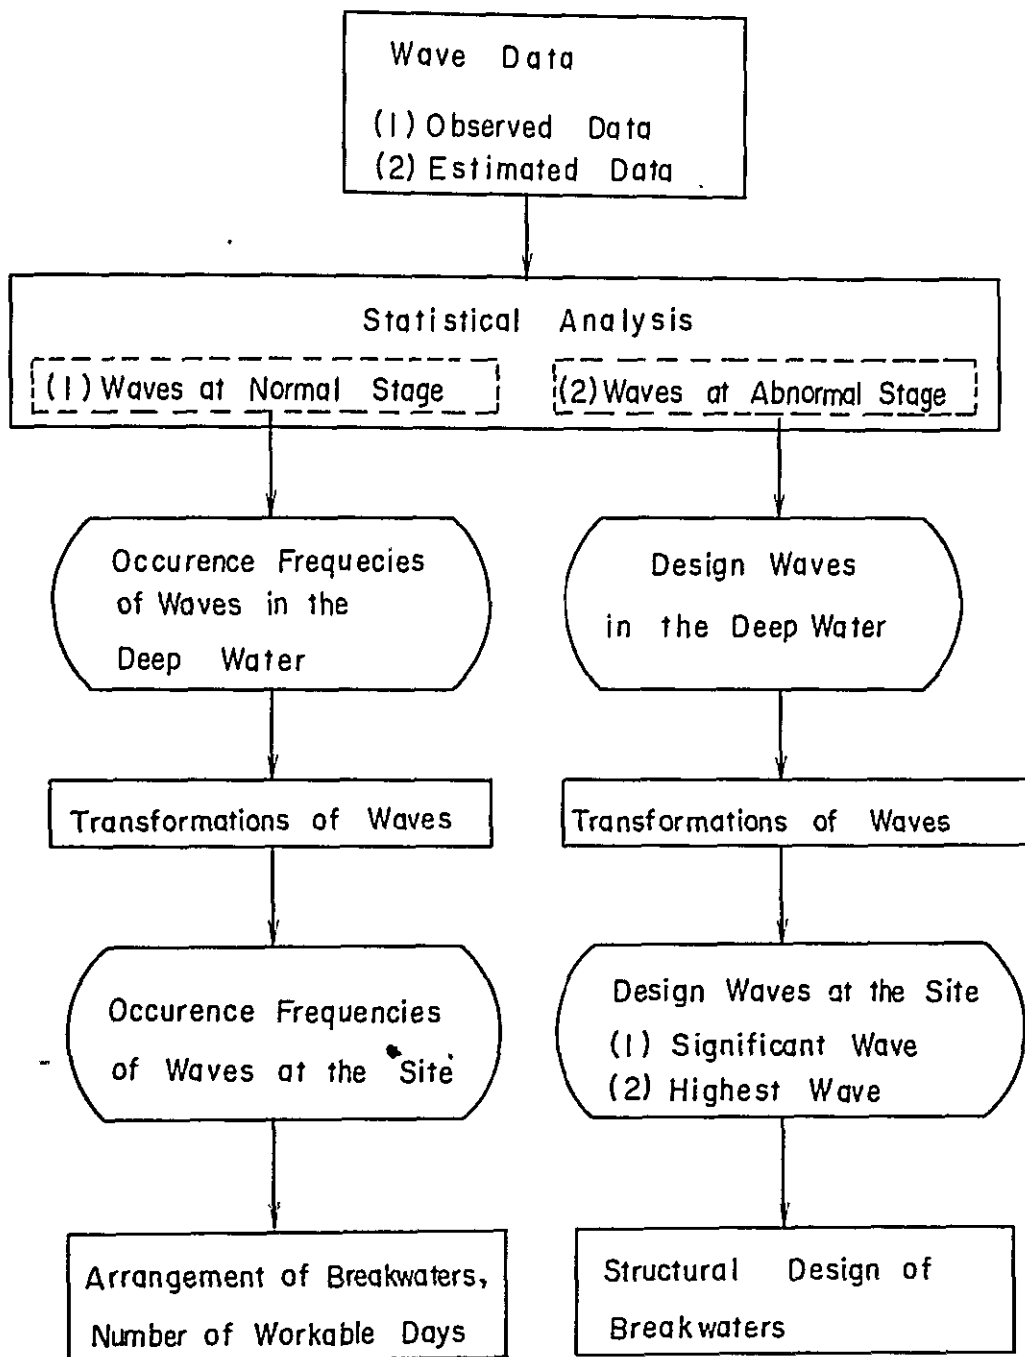 Wave Data
(1) Observed Data
(2) Estimated Data
Statistical Analysis
(1) Waves at Normal Stage
(2) Waves at Abnormal Stage
Occurence Frequecies
of Waves in the
Deep Water
Design Waves
in the Deep Water
Transformations of Waves
Transformations of Waves
Occurence Frequencies
of Waves at the Site
Design Waves at the Site
(1) Significant Wave
(2) Highest Wave
Arrangement of Breakwaters,
Number of Workable Days
Structural Design of
Breakwaters